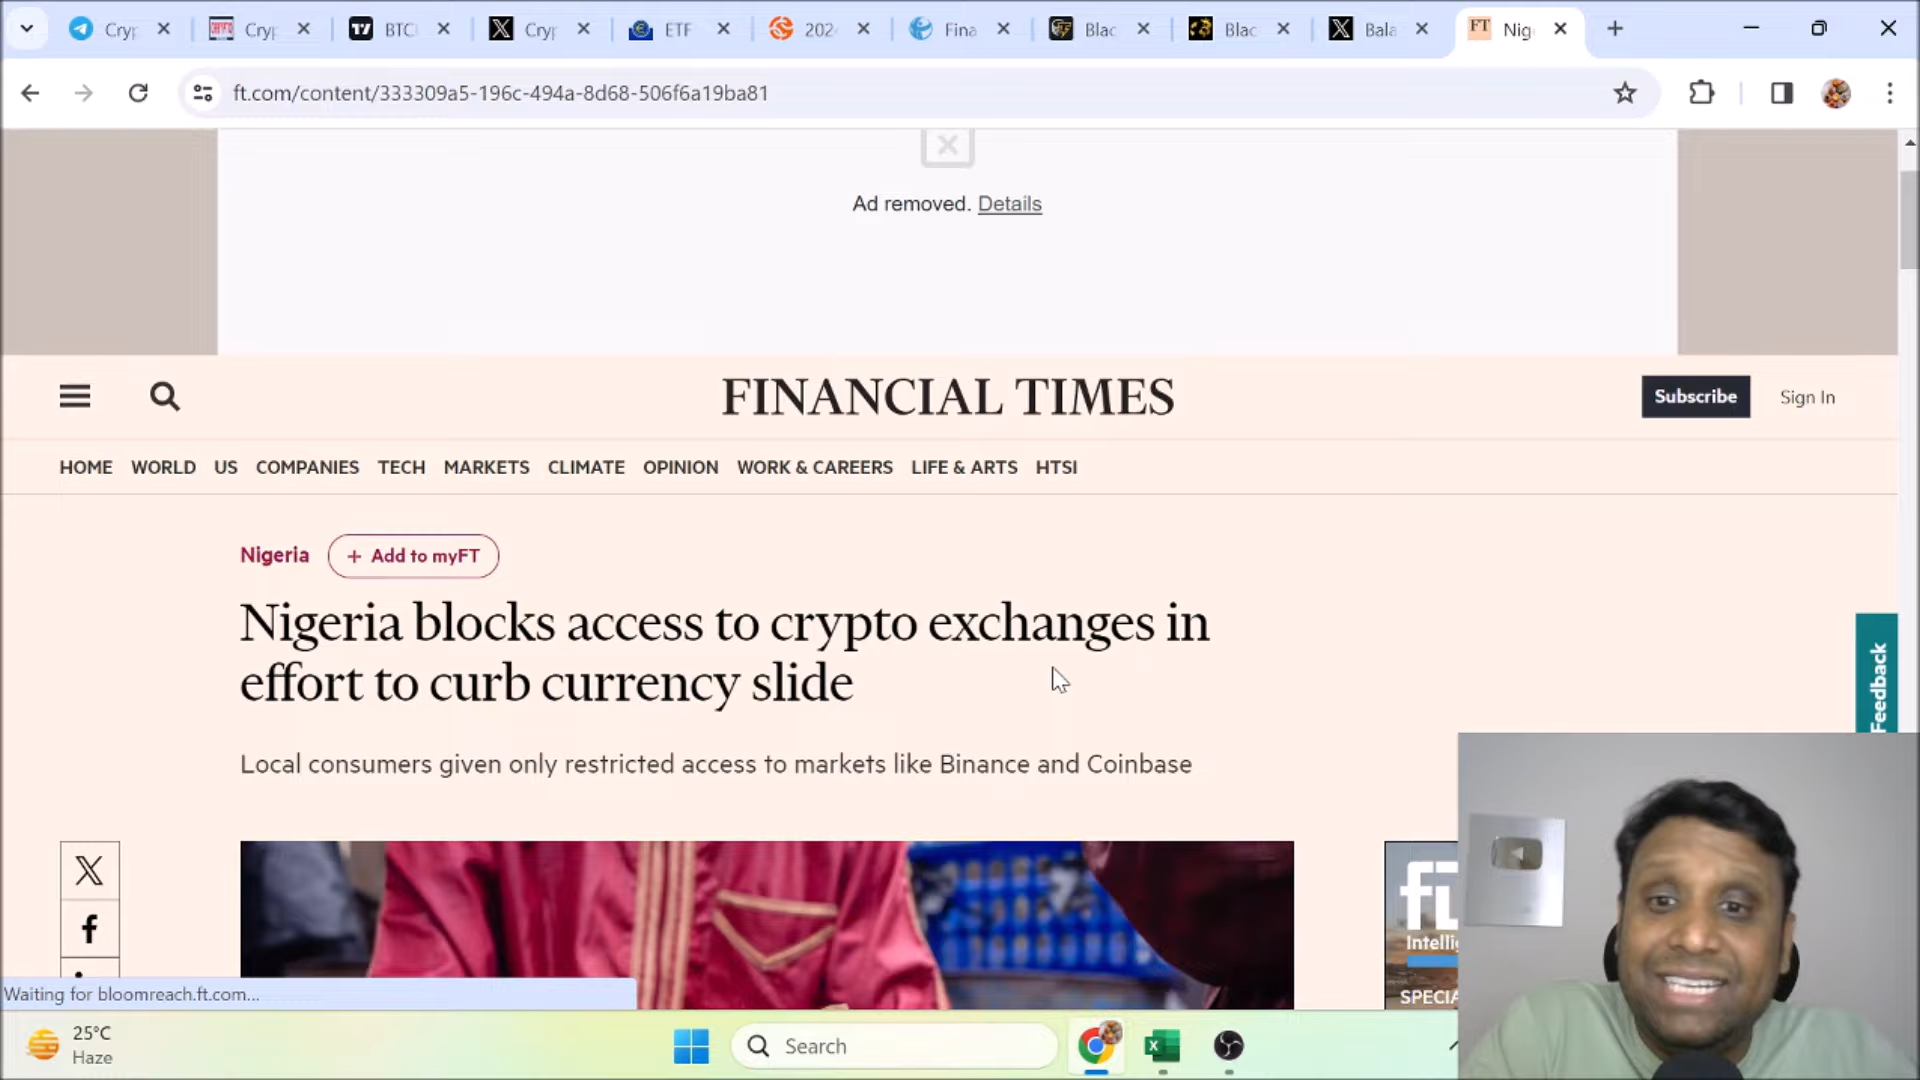 Cryp
Cryp
BTC
Cryp
ETF
202
Fina
Blac
Blac
Bala
FT
Nig
ft.com/content/333309a5-196c-494a-8d68-506f6a19ba81
Ad removed. Details
FINANCIAL TIMES
Subscribe
Sign In
HOME WORLD US COMPANIES TECH MARKETS CLIMATE OPINION WORK & CAREERS LIFE & ARTS HTSI
Nigeria
+ Add to myFT
Nigeria blocks access to crypto exchanges in
effort to curb currency slide
Feedback
Local consumers given only restricted access to markets like Binance and Coinbase
Intelli
SPECIA
Waiting for bloomreach.ft.com...
25°C
Haze
Search